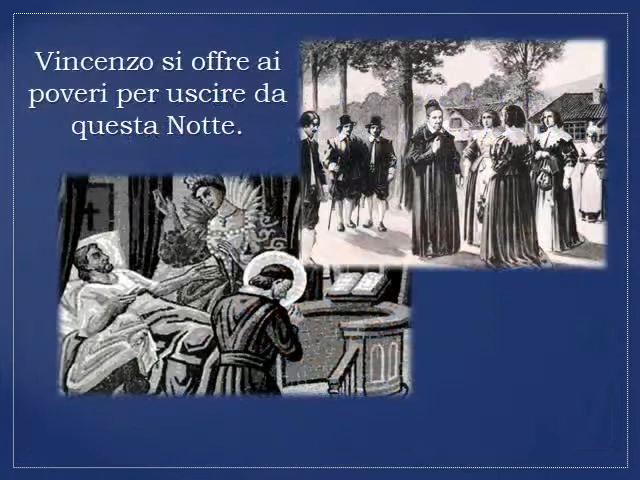 Vincenzo si offre ai
poveri per uscire da
questa Notte.